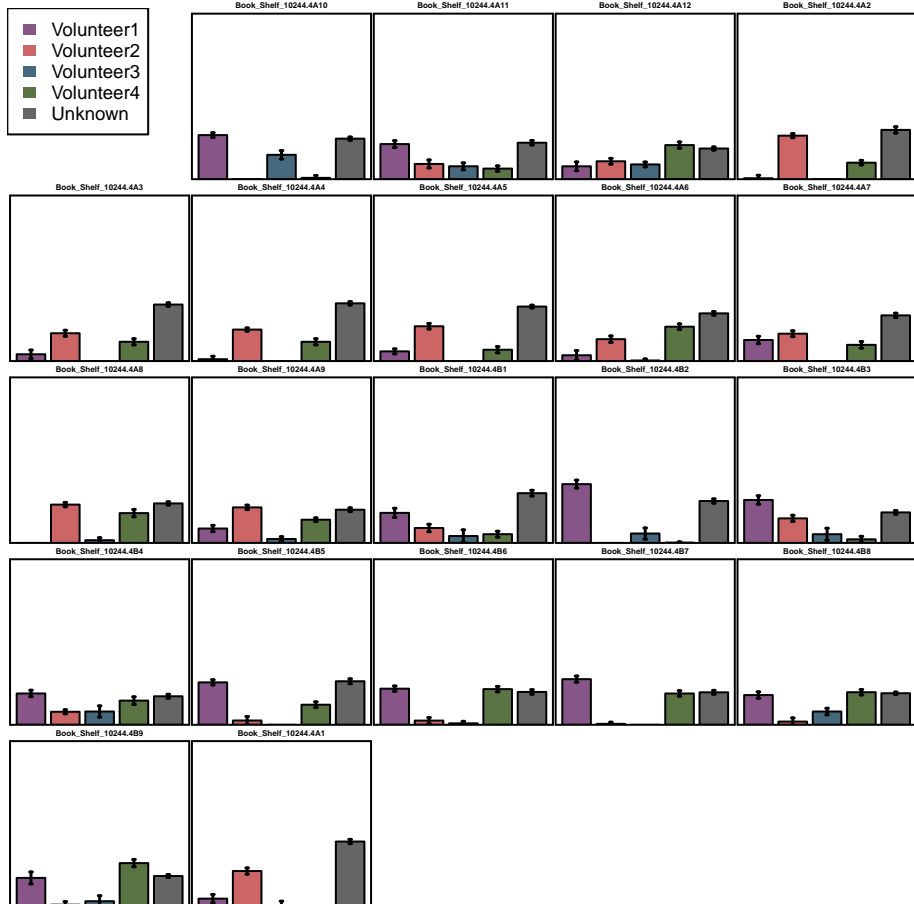 Volunteer1
Volunteer2
Volunteer3
Volunteer4
Unknown
Book_Shelf_10244.4A10
Book_Shelf_10244.4A11
Book_Shelf_10244.4A12
Book_Shelf_10244.4A2
Book_Shelf_10244.4A3
Book_Shelf_10244.4A4
Book_Shelf_10244.4A5
Book_Shelf_10244.4A6
Book_Shelf_10244.4A7
Book_Shelf_10244.4A8
Book_Shelf_10244.4A9
Book_Shelf_10244.4B1
Book_Shelf_10244.4B2
Book_Shelf_10244.4B3
Book_Shelf_10244.4B4
Book_Shelf_10244.4B5
Book_Shelf_10244.4B6
Book_Shelf_10244.4B7
Book_Shelf_10244.4B8
Book_Shelf_10244.4B9
Book_Shelf_10244.4A1